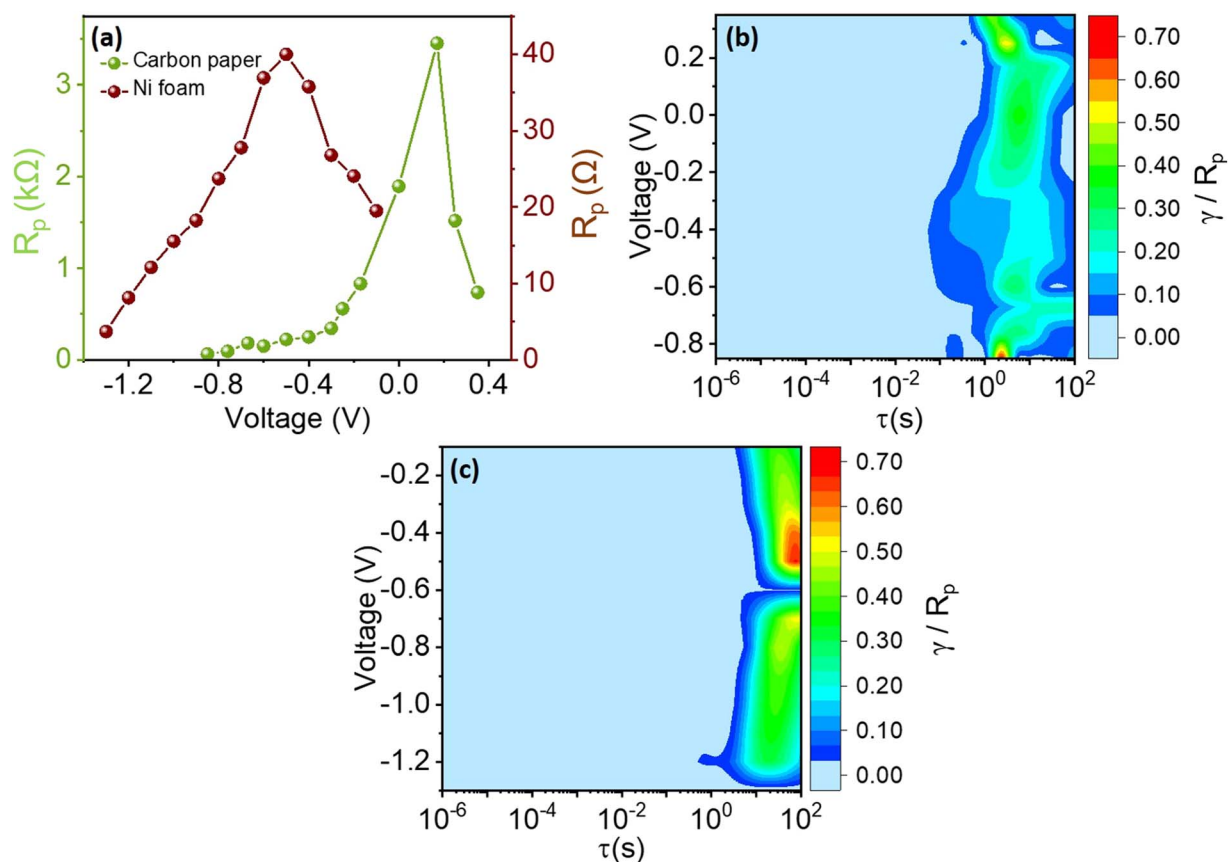 (a)
Carbon paper
Ni foam
3
2
1
0
Rp (kΩ)
40
30
20
10
0
Rp (Ω)
-1.2 -0.8 -0.4 0.0 0.4
Voltage (V)
(b)
0.2
0.0
-0.2
-0.4
-0.6
-0.8
Voltage (V)
10-6 10-4 10-2 100 102
τ(s)
0.70
0.60
0.50
0.40
0.30
0.20
0.10
0.00
γ / Rp
(c)
-0.2
-0.4
-0.6
-0.8
-1.0
-1.2
Voltage (V)
10-6 10-4 10-2 100 102
τ(s)
0.70
0.60
0.50
0.40
0.30
0.20
0.10
0.00
γ / Rp